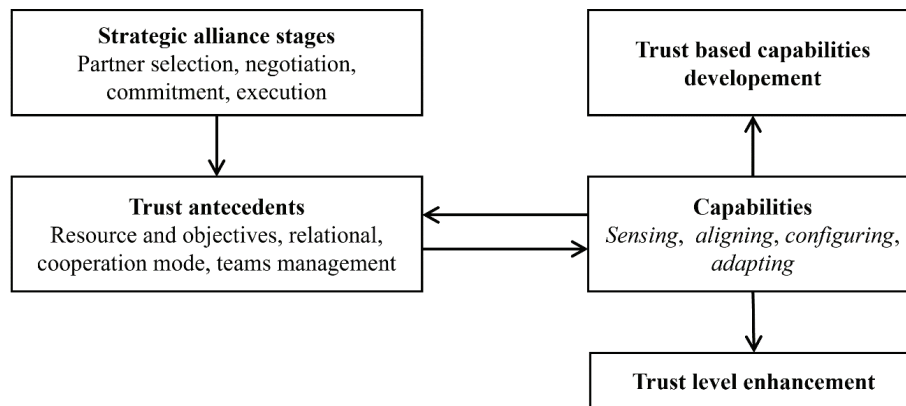 Strategic alliance stages
Partner selection, negotiation,
commitment, execution
Trust based capabilities
developement
Trust antecedents
Resource and objectives, relational,
cooperation mode, teams management
Capabilities
Sensing, aligning, configuring,
adapting
Trust level enhancement